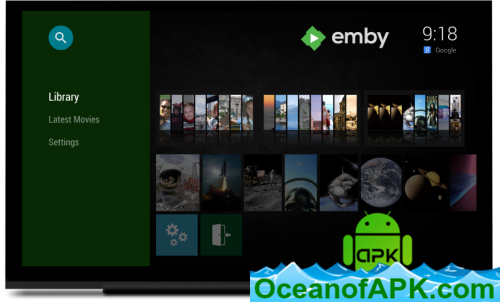 emby
9:18
Google
Library
Latest Movies
Settings
apk
OceanofAPK.com